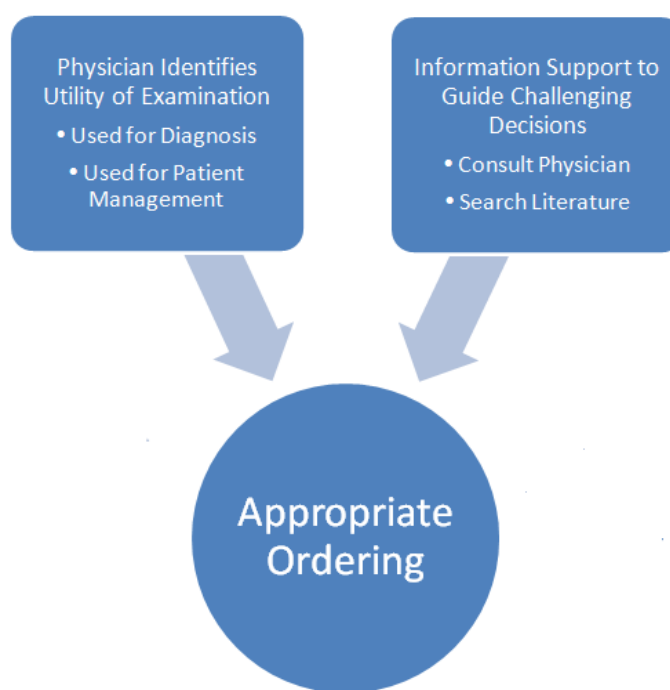 Physician Identifies
Utility of Examination
• Used for Diagnosis
• Used for Patient
Management
Information Support to
Guide Challenging
Decisions
• Consult Physician
• Search Literature
Appropriate
Ordering